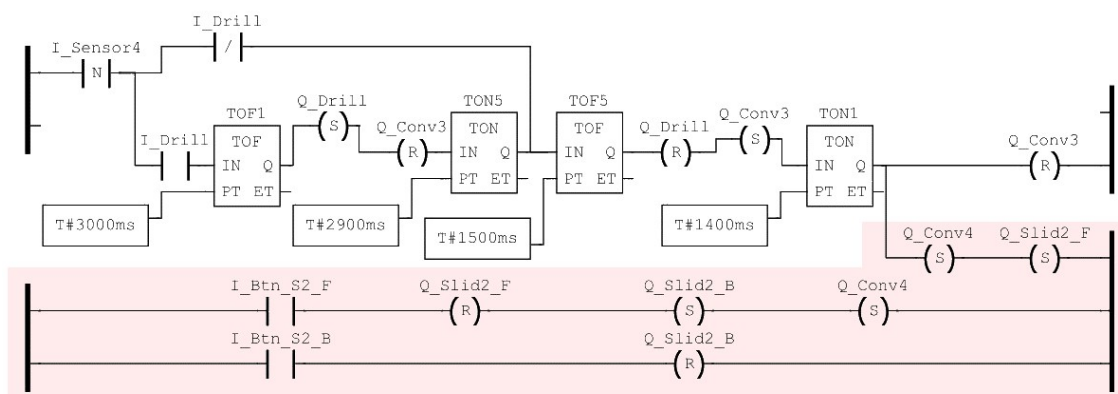 I_Drill
I_Sensor4
N
/
TOF1
Q_Drill
TON5
TOF5
Q_Conv3
TON1
I_Drill
TOF
S
Q_Conv3
TON
TOF
Q_Drill
S
TON
Q_Conv3
IN Q
R
IN Q
IN Q
R
IN Q
R
PT ET
PT ET
PT ET
PT ET
T#3000ms
T#2900ms
T#1500ms
T#1400ms
Q_Conv4
Q_Slid2_F
S
S
I_Btn_S2_F
Q_Slid2_F
Q_Slid2_B
Q_Conv4
R
S
S
I_Btn_S2_B
Q_Slid2_B
R